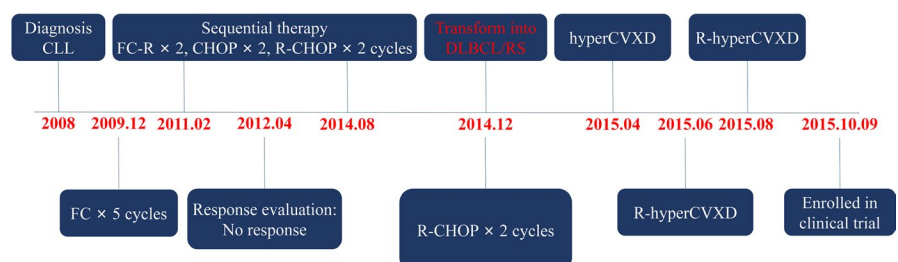 Diagnosis
CLL
Sequential therapy
FC-R × 2, CHOP × 2, R-CHOP × 2 cycles
Transform into
DLBCL/RS
hyperCVXD
R-hyperCVXD
2008
2009.12
2011.02
2012.04
2014.08
2014.12
2015.04
2015.06
2015.08
2015.10.09
FC × 5 cycles
Response evaluation:
No response
R-CHOP × 2 cycles
R-hyperCVXD
Enrolled in
clinical trial